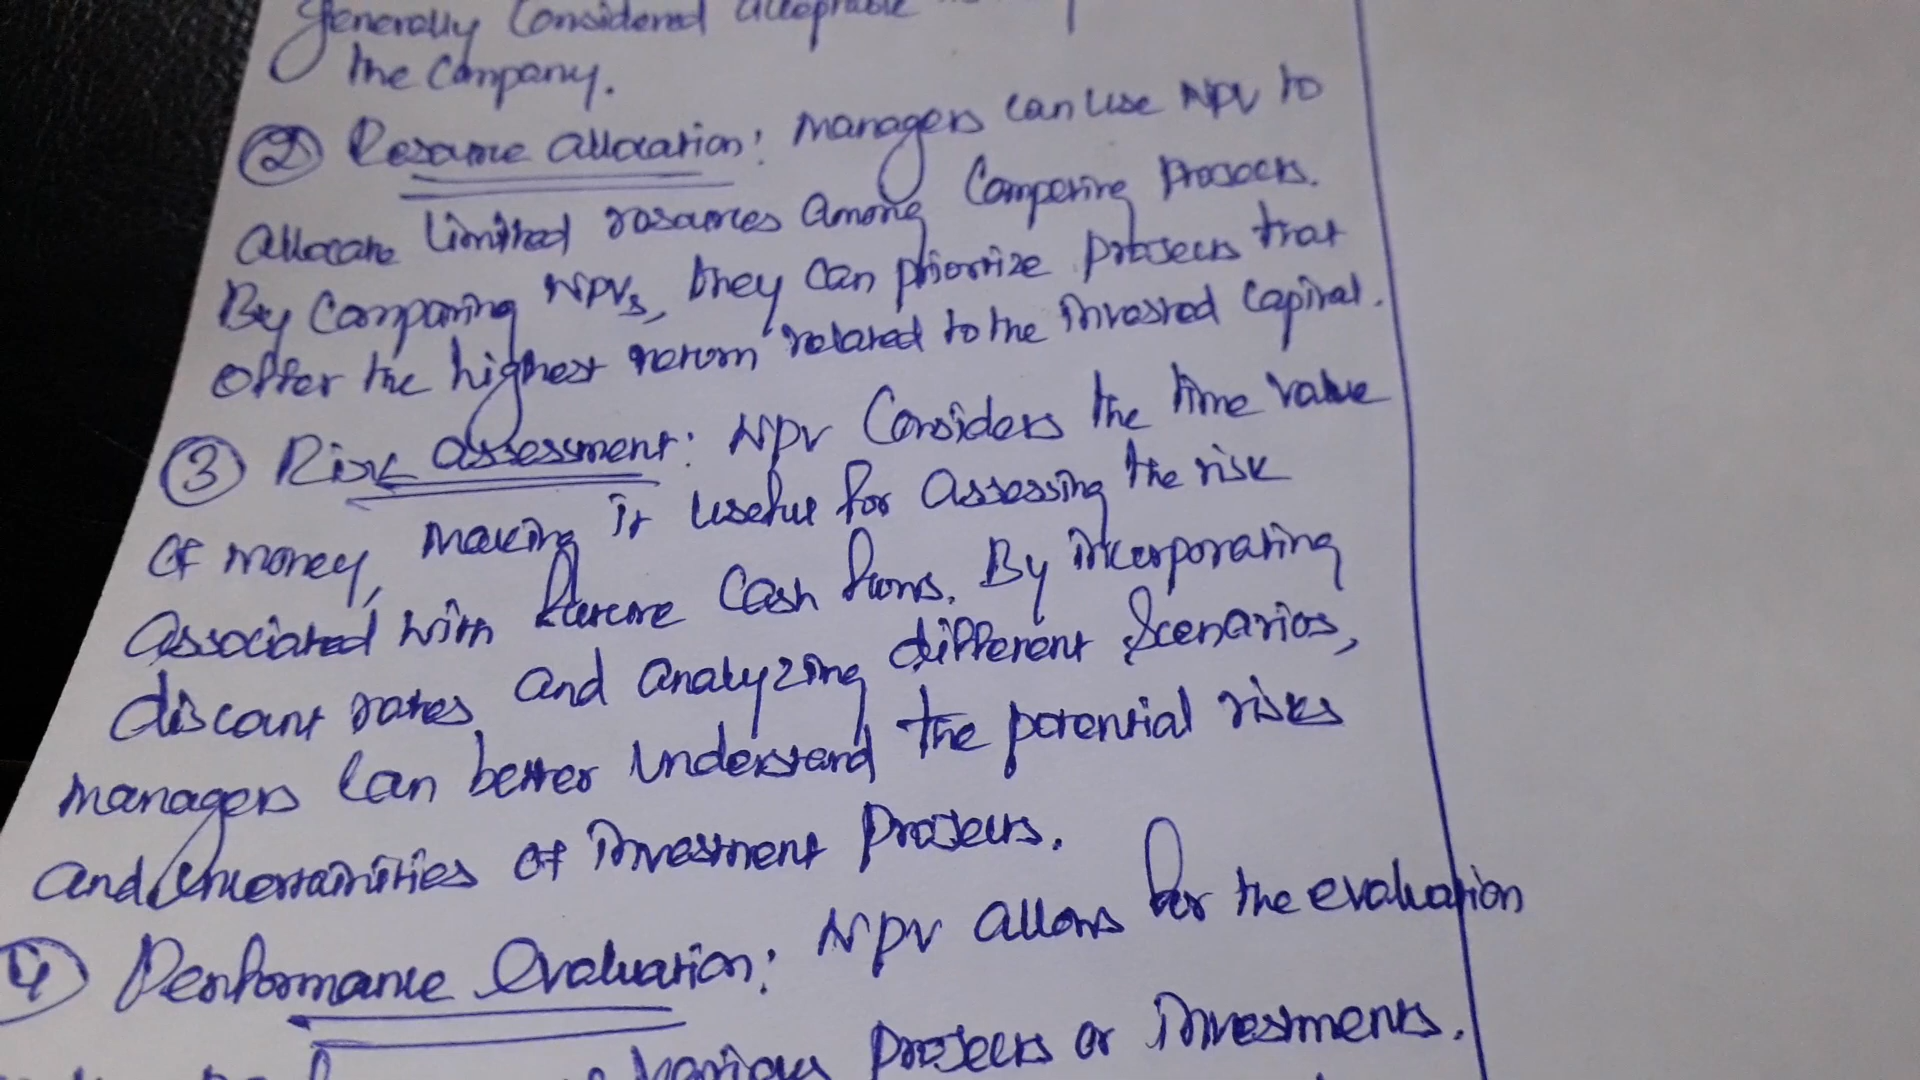 generally Considered acceptable
the Company.
② Resource allocation: Managers can use NPV to
allocate limited resources among Competing Projects.
By Comparing NPVs, they can prioritize projects that
offer the highest return related to the invested Capital.
③ Risk assessment: NPV Considers the time value
of money, making it useful for assessing the risk
associated with future Cash flows. By incorporating
discount rates and analyzing different Scenarios,
managers can better understand the potential risks
and uncertainities of investment Projects.
④ Performance evaluation: NPV allows for the evaluation
various projects or investments.